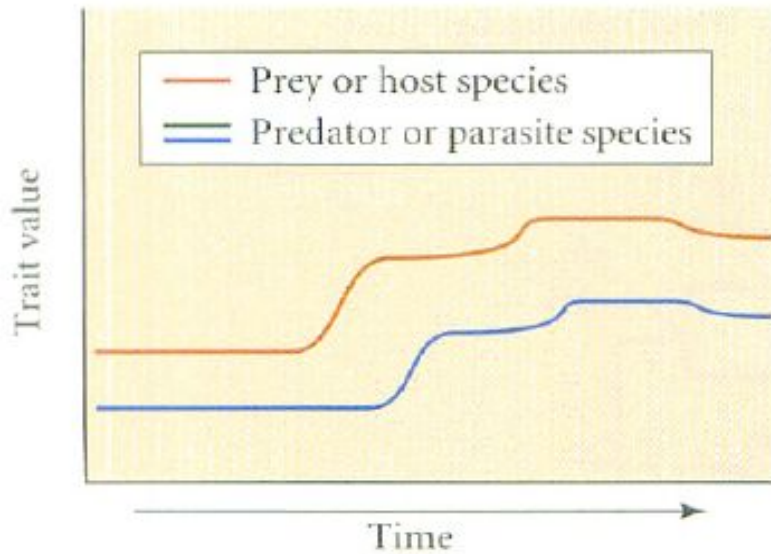 Prey or host species
Predator or parasite species
Trait value
Time